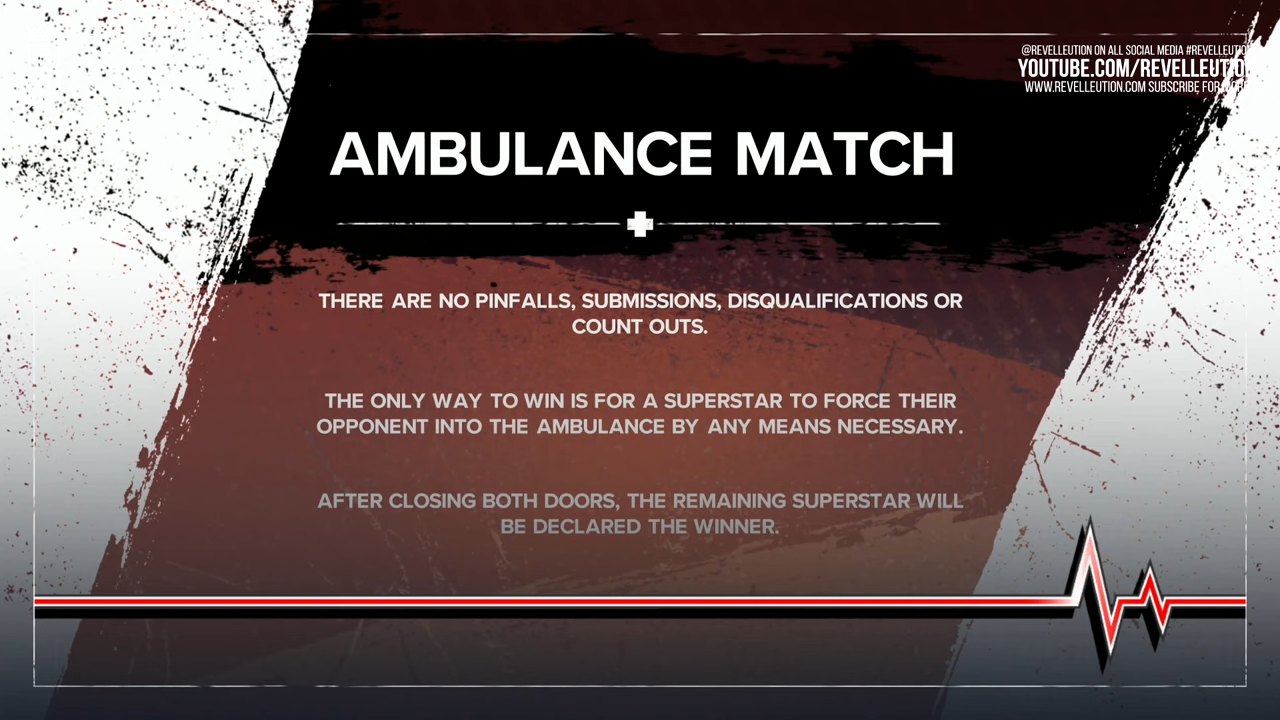 @REVELLEUTION ON ALL SOCIAL MEDIA #REVELLEUTION
YOUTUBE.COM/REVELLEUTION
WWW.REVELLEUTION.COM SUBSCRIBE FOR
AMBULANCE MATCH
THERE ARE NO PINFALLS, SUBMISSIONS, DISQUALIFICATIONS OR
COUNT OUTS.
THE ONLY WAY TO WIN IS FOR A SUPERSTAR TO FORCE THEIR
OPPONENT INTO THE AMBULANCE BY ANY MEANS NECESSARY.
AFTER CLOSING BOTH DOORS, THE REMAINING SUPERSTAR WILL
BE DECLARED THE WINNER.